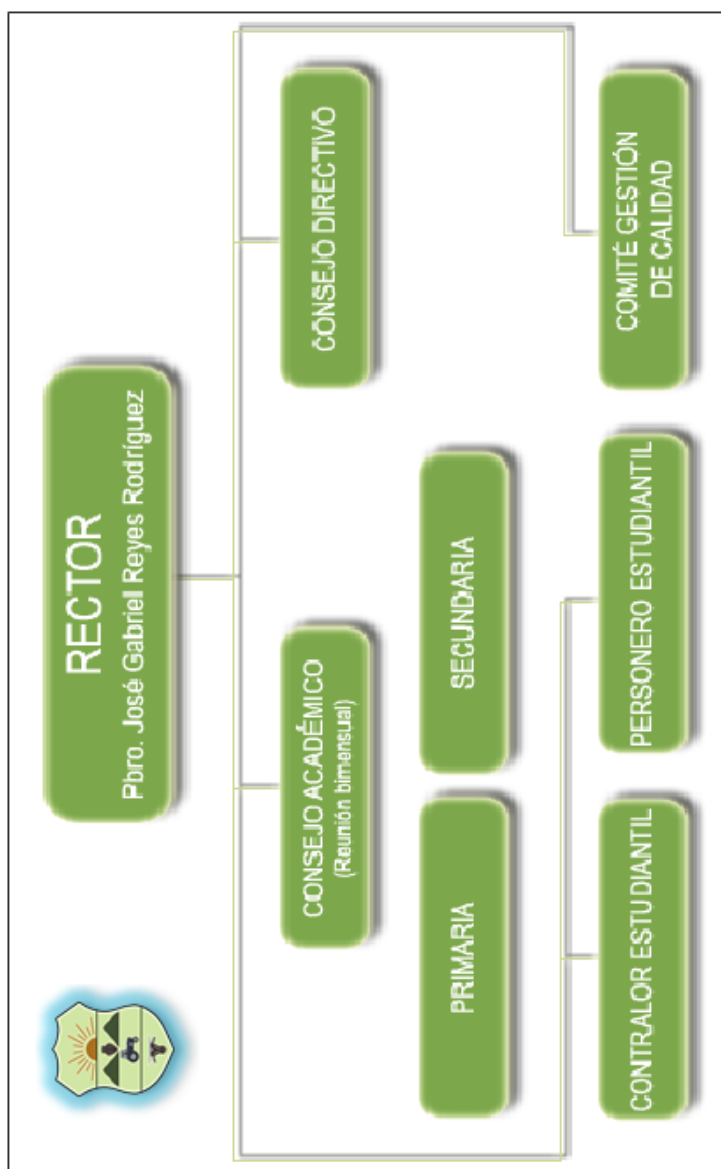 RECTOR
Pbro. José Gabriel Reyes Rodríguez
CONSEJO ACADÉMICO
(Reunión bimensual)
CONSEJO DIRECTIVO
PRIMARIA
SECUNDARIA
CONTRALOR ESTUDIANTIL
PERSONERO ESTUDIANTIL
COMITÉ GESTIÓN
DE CALIDAD